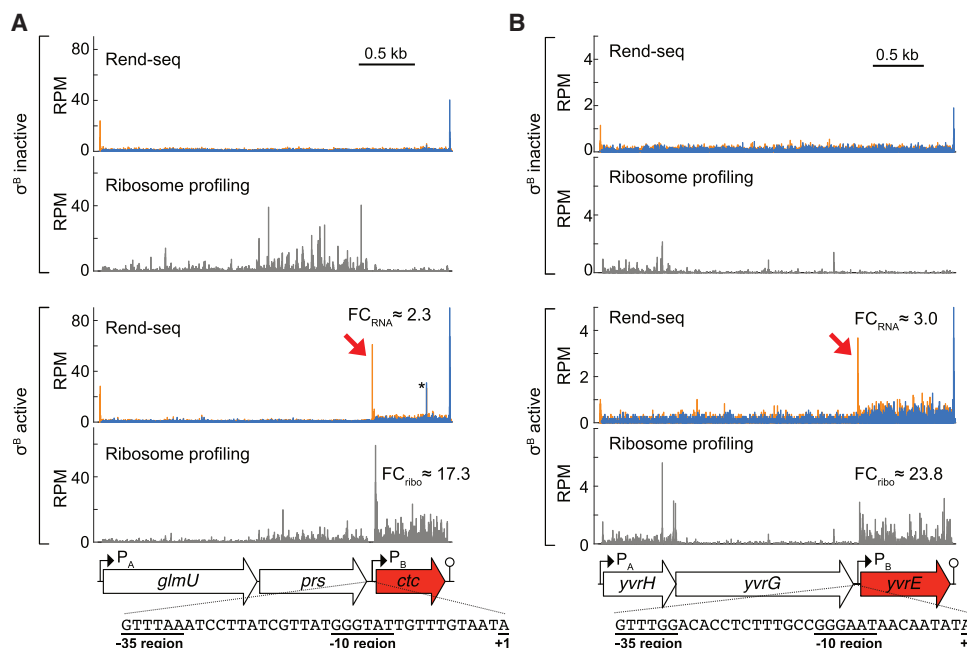 A
σB inactive
RPM
80
40
0
Rend-seq
0.5 kb
RPM
40
0
Ribosome profiling
σB active
RPM
80
40
0
Rend-seq
FCRNA ≈ 2.3
*
RPM
40
0
Ribosome profiling
FCribo ≈ 17.3
PA
PB
glmU
prs
ctc
GTTTAAATCCTTATCGTTATGGGTATTGTTTGTAATA
-35 region
-10 region
+1
B
σB inactive
RPM
4
2
0
Rend-seq
0.5 kb
RPM
4
2
0
Ribosome profiling
σB active
RPM
4
2
0
Rend-seq
FCRNA ≈ 3.0
RPM
4
0
Ribosome profiling
FCribo ≈ 23.8
PA
PB
yvrH
yvrG
yvrE
GTTTGGACACCTCTTTGCCGGGAATAACAATATA
-35 region
-10 region